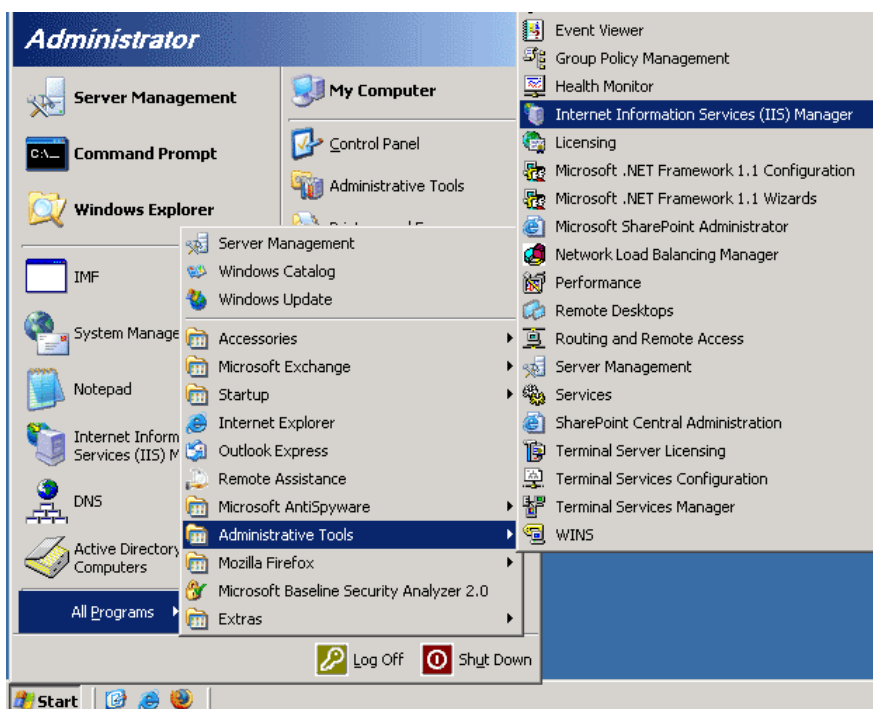 Administrator
Server Management
Command Prompt
Windows Explorer
IMF
System Manage
Notepad
Internet Inform
Services (IIS) M
DNS
Active Directory
Computers
All Programs
My Computer
Control Panel
Administrative Tools
Server Management
Windows Catalog
Windows Update
Accessories
Microsoft Exchange
Startup
Internet Explorer
Outlook Express
Remote Assistance
Microsoft AntiSpyware
Administrative Tools
Mozilla Firefox
Microsoft Baseline Security Analyzer 2.0
Extras
Event Viewer
Group Policy Management
Health Monitor
Internet Information Services (IIS) Manager
Licensing
Microsoft .NET Framework 1.1 Configuration
Microsoft .NET Framework 1.1 Wizards
Microsoft SharePoint Administrator
Network Load Balancing Manager
Performance
Remote Desktops
Routing and Remote Access
Server Management
Services
SharePoint Central Administration
Terminal Server Licensing
Terminal Services Configuration
Terminal Services Manager
WINS
Log Off
Shut Down
Start